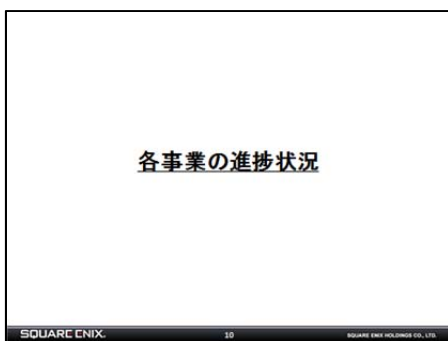 各事業の進捗状況
SQUARE ENIX.
10
SQUARE ENIX HOLDINGS CO., LTD.